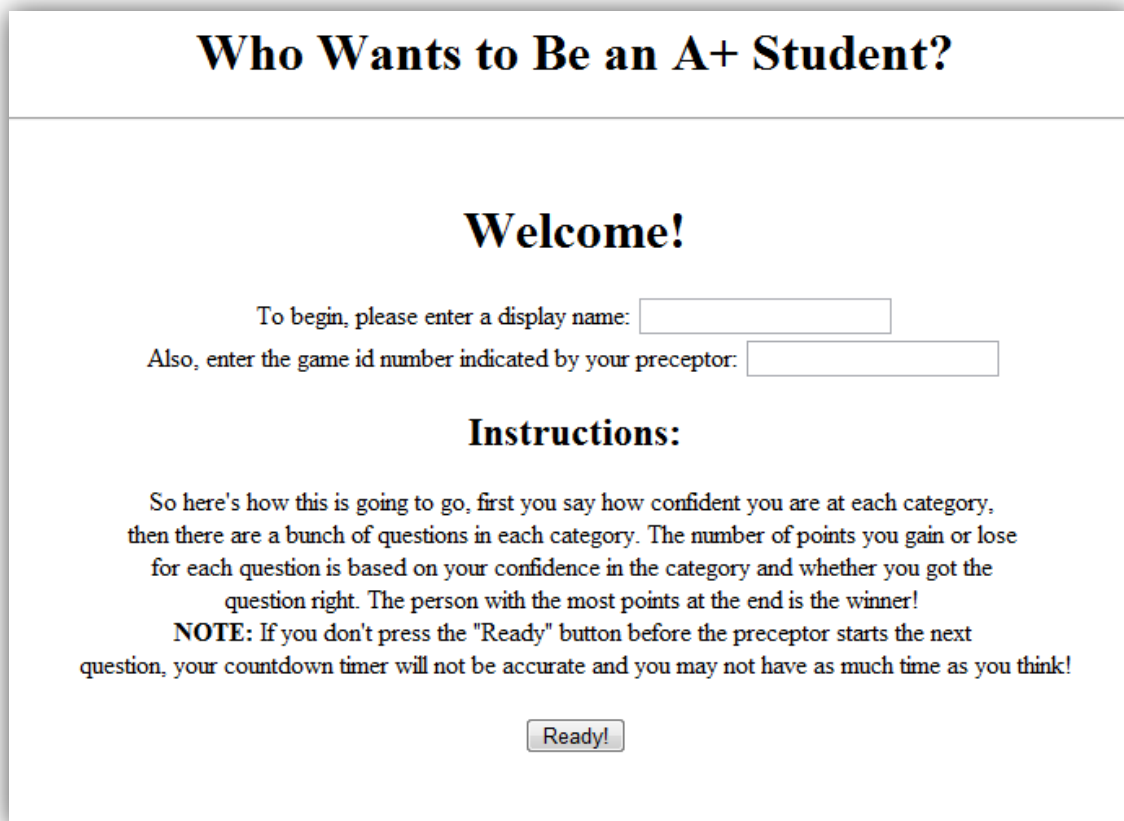 Who Wants to Be an A+ Student?
Welcome!
To begin, please enter a display name:
Also, enter the game id number indicated by your preceptor:
Instructions:
So here's how this is going to go, first you say how confident you are at each category,
then there are a bunch of questions in each category. The number of points you gain or lose
for each question is based on your confidence in the category and whether you got the
question right. The person with the most points at the end is the winner!
NOTE: If you don't press the "Ready" button before the preceptor starts the next
question, your countdown timer will not be accurate and you may not have as much time as you think!
Ready!